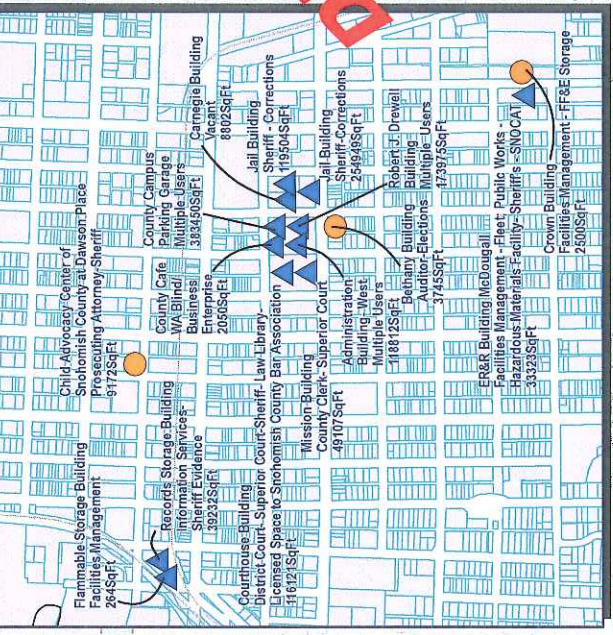 Flammable Storage Building
Facilities Management
264SqFt
Records Storage Building
Information Services-
Sheriff Evidence
39232SqFt
Child Advocacy Center of
Snohomish County at Dawson Place
Prosecuting Attorney-Sheriff
9172SqFt
Courthouse Building
District Court- Superior Court-Sheriff- Law Library-
Licensed Space to Snohomish County Bar Association
116121SqFt
County Cafe
WA Blind/
Business
Enterprise
2050SqFt
County Campus
Parking Garage
Multiple Users
383450SqFt
Carnegie Building
Vacant
8802SqFt
Jail Building
Sheriff - Corrections
119504SqFt
Mission Building
County Clerk- Superior Court
49107SqFt
Administration
Building - West
Multiple Users
118812SqFt
Jail Building
Sheriff-Corrections
254949SqFt
Robert J. Drewell
Building
Multiple Users
173975SqFt
Bethany Building
Auditor-Elections
3745SqFt
ER&R Building McDougall
Facilities Management - Fleet; Public Works -
Hazardous Materials Facility-Sheriff's - SNOCAT
33323SqFt
Crown Building
Facilities Management - FF&E Storage
2500SqFt
D